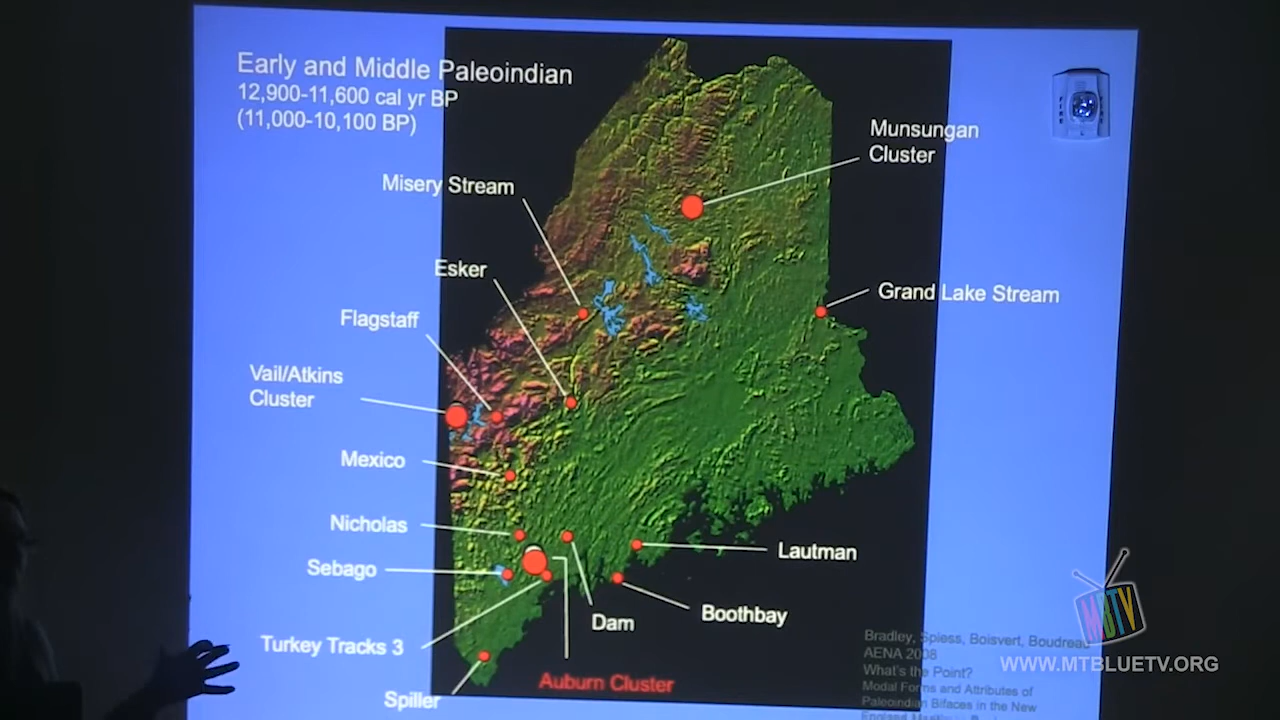 Early and Middle Paleoindian
12,900-11,600 cal yr BP
(11,000-10,100 BP)
Munsungan
Cluster
Misery Stream
Esker
Grand Lake Stream
Flagstaff
Vail/Atkins
Cluster
Mexico
Nicholas
Lautman
Sebago
Dam
Boothbay
Turkey Tracks 3
Auburn Cluster
Spiller
Bradley, Spiess, Boisvert, Boudreau
AENA 2008
What's the Point?
Modal Forms and Attributes of
Paleoindian Bifaces in the New
MBTV
WWW.MTBLUETV.ORG